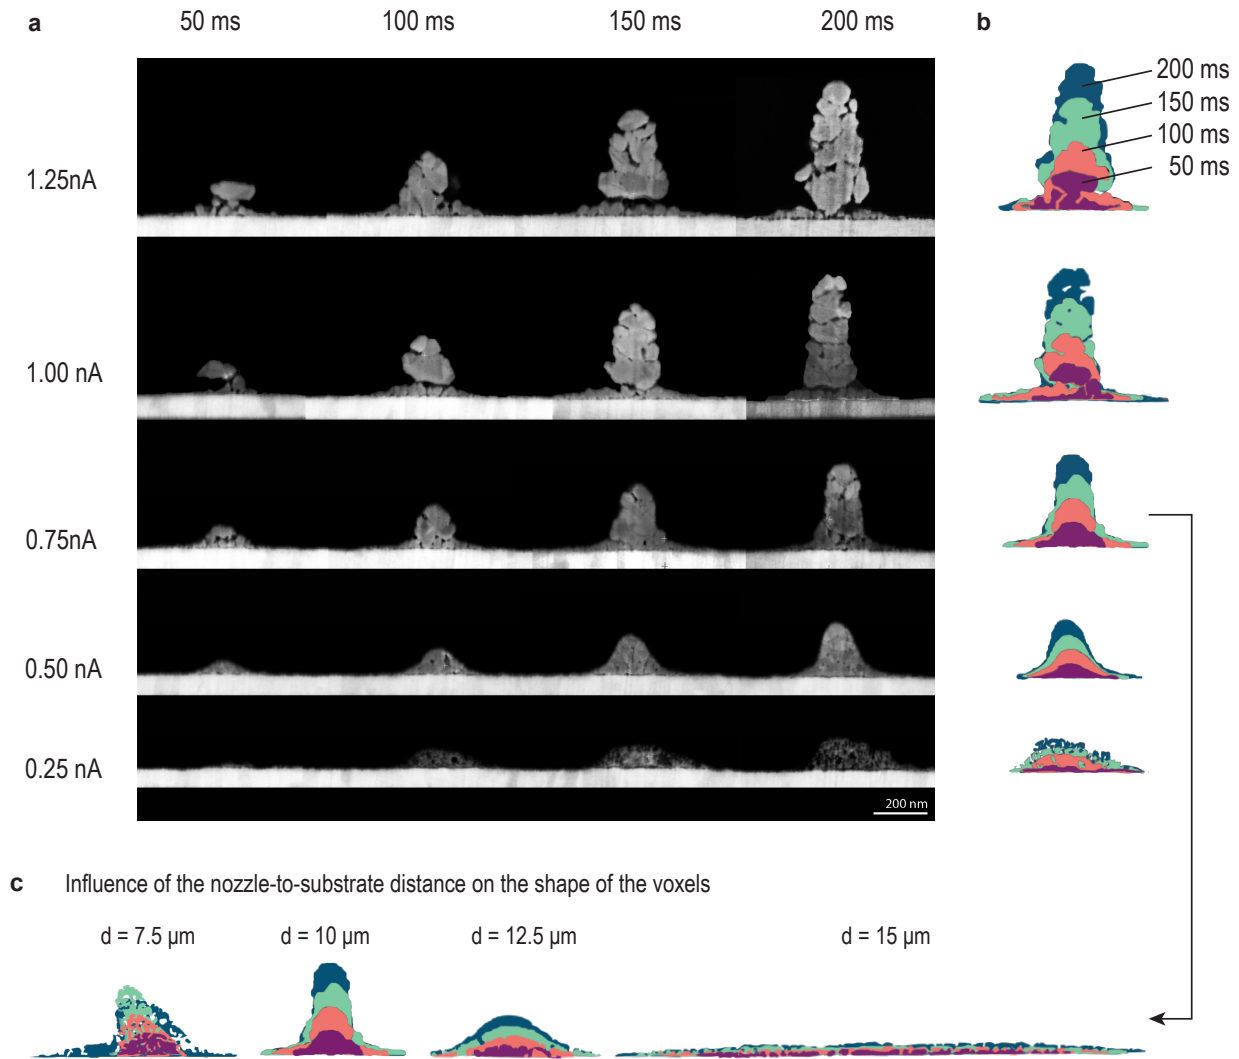 a 50 ms 100 ms 150 ms 200 ms b
200 ms
150 ms
100 ms
50 ms
1.25nA
1.00 nA
0.75nA
0.50 nA
0.25 nA
200 nm
c Influence of the nozzle-to-substrate distance on the shape of the voxels
d = 7.5 µm d = 10 µm d = 12.5 µm d = 15 µm